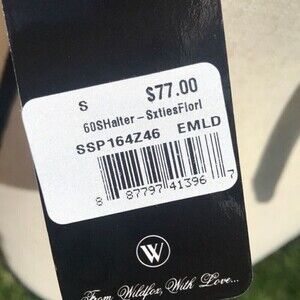 S $77.00
60SHalter-SxtiesFlorl
SSP164Z46 EMLD
8 87797 41396 7
W
From Wildfox, With Love...